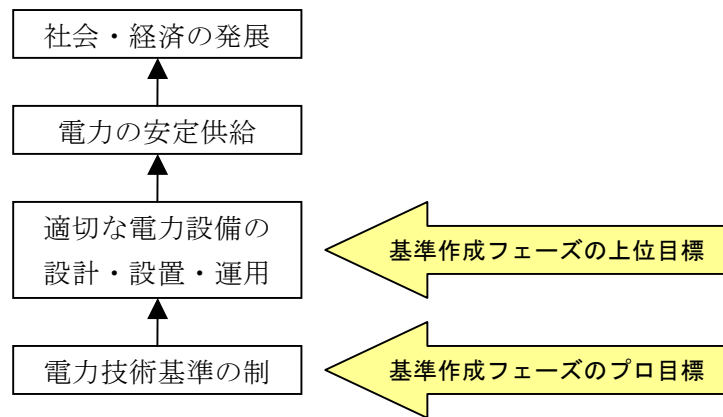 社会・経済の発展
電力の安定供給
適切な電力設備の
設計・設置・運用
基準作成フェーズの上位目標
電力技術基準の制
基準作成フェーズのプロ目標